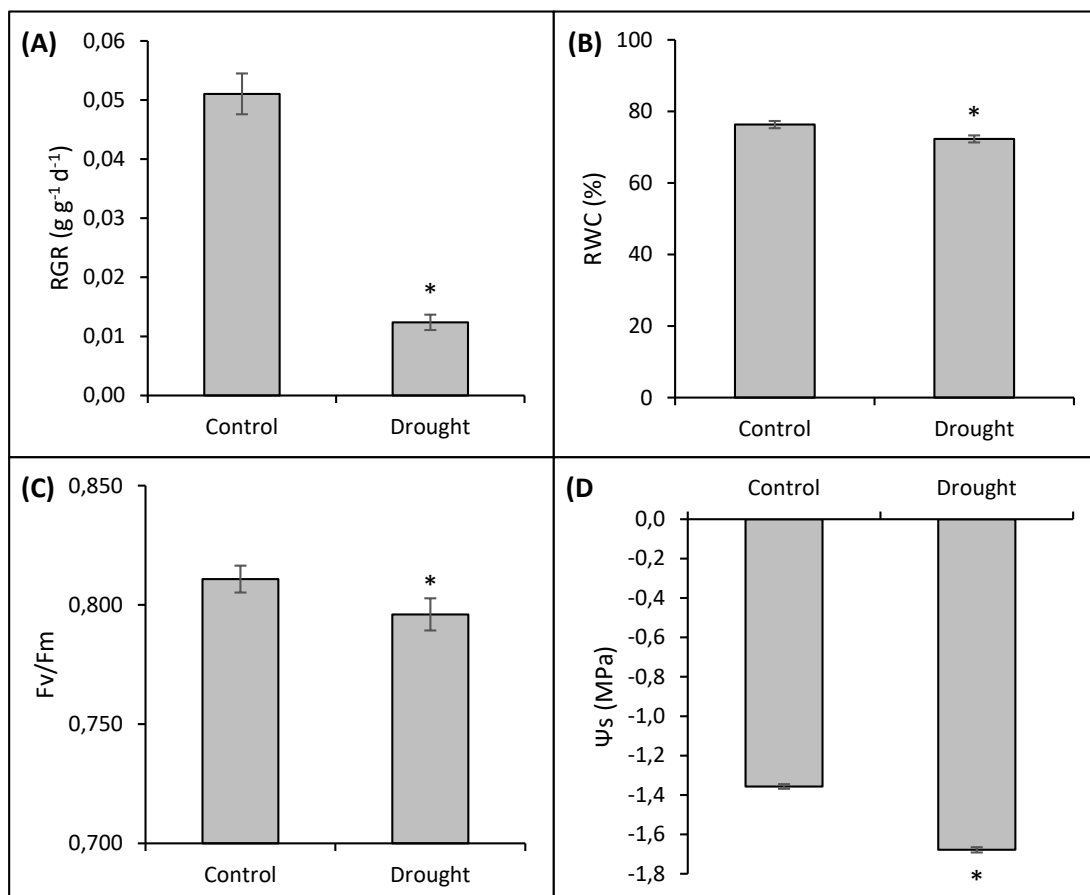 (A)
0,06
0,05
0,04
0,03
0,02
0,01
0,00
RGR (g g⁻¹ d⁻¹)
*
Control Drought
(B)
100
80
60
40
20
0
RWC (%)
*
Control Drought
(C)
0,850
0,800
0,750
0,700
Fv/Fm
*
Control Drought
(D
Control Drought
0,0
-0,2
-0,4
-0,6
-0,8
-1,0
-1,2
-1,4
-1,6
-1,8
Ψs (MPa)
*